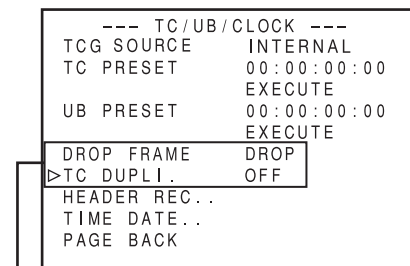 --- TC/UB/CLOCK ---
TCG SOURCE INTERNAL
TC PRESET 00:00:00:00
EXECUTE
UB PRESET 00:00:00:00
EXECUTE
DROP FRAME DROP
▷TC DUPLI. OFF
HEADER REC..
TIME DATE..
PAGE BACK